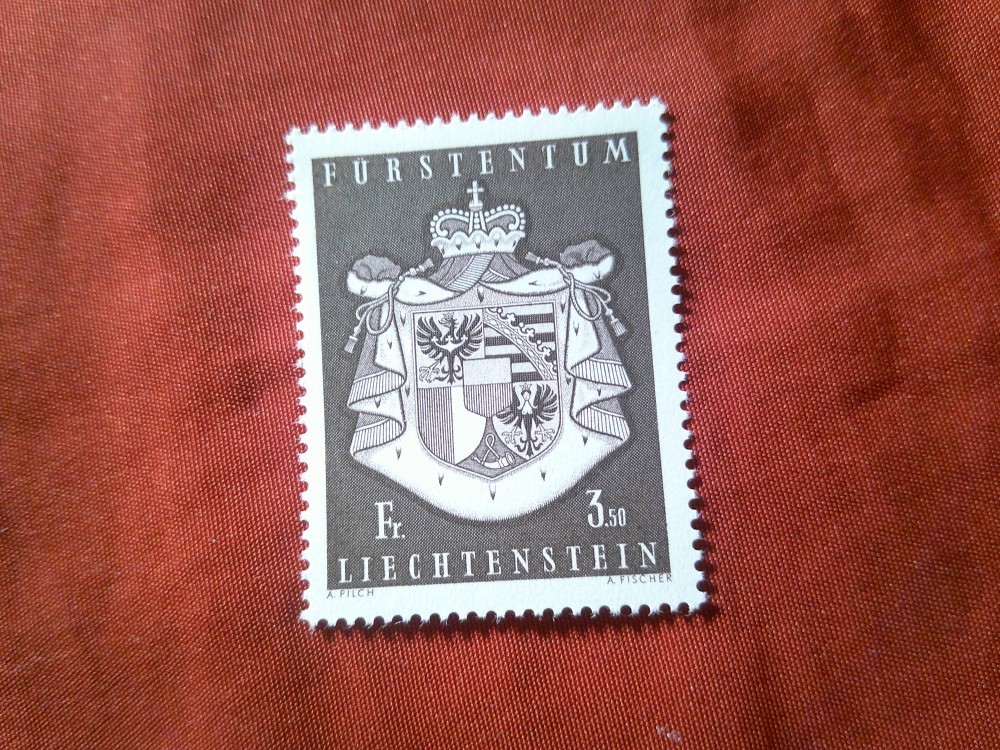 FÜRSTENTUM
Fr. 3.50
LIECHTENSTEIN
A. PILCH A. FISCHER